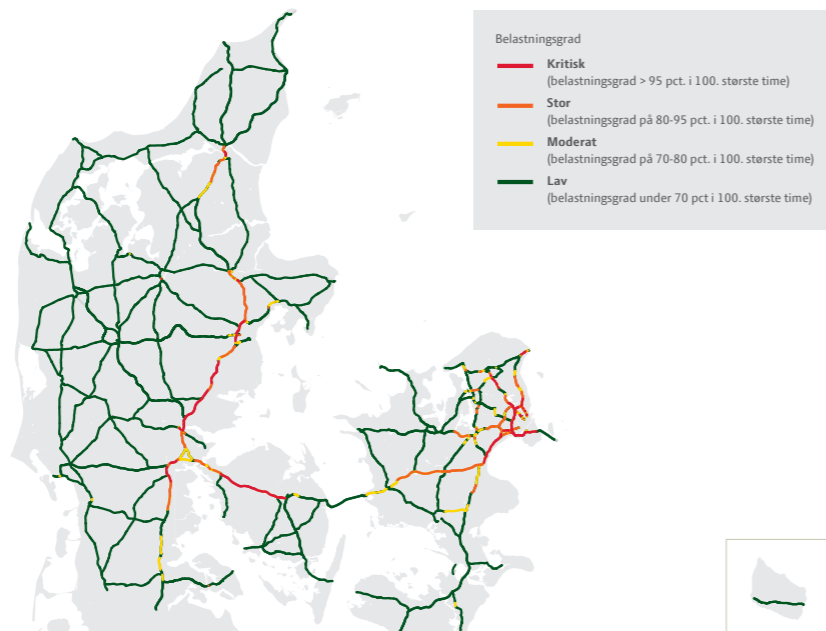 Belastningsgrad
Kritisk
(belastningsgrad > 95 pct. i 100. største time)
Stor
(belastningsgrad på 80-95 pct. i 100. største time)
Moderat
(belastningsgrad på 70-80 pct. i 100. største time)
Lav
(belastningsgrad under 70 pct i 100. største time)